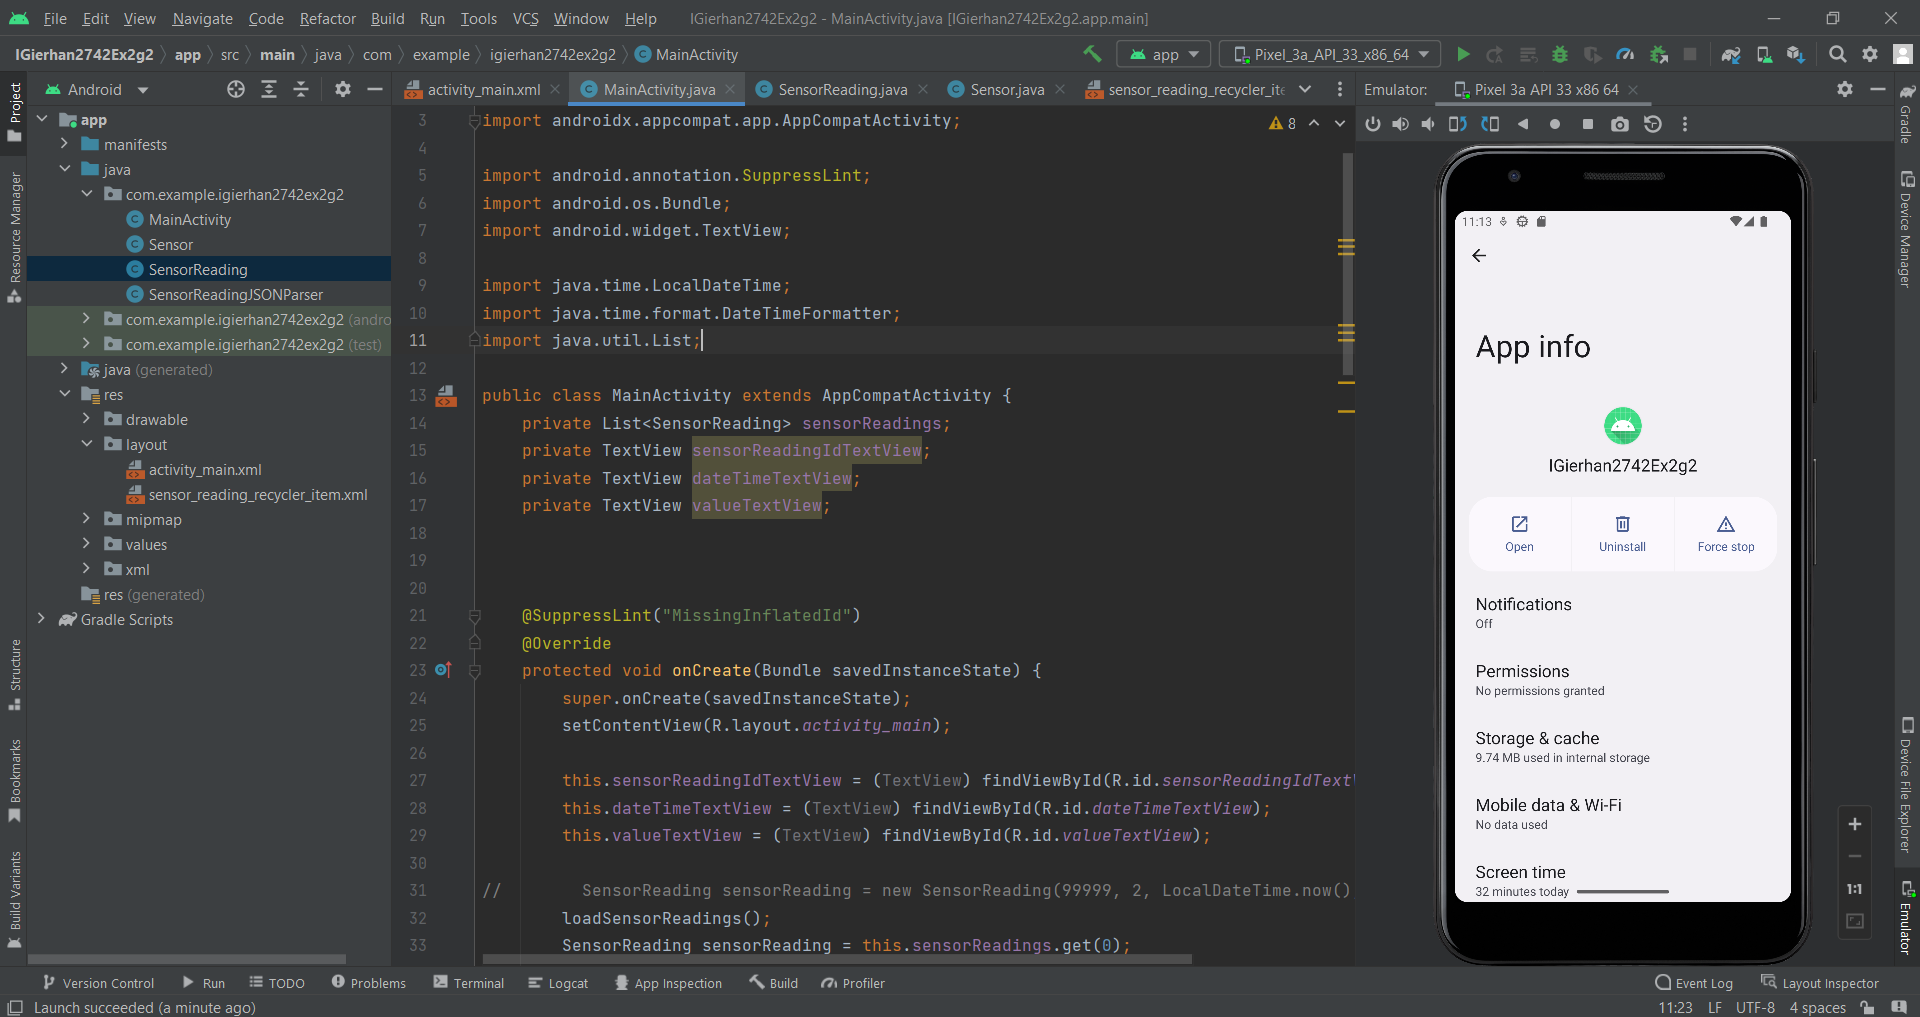 File Edit View Navigate Code Refactor Build Run Tools VCS Window Help IGierhan2742Ex2g2 - MainActivity.java [IGierhan2742Ex2g2.app.main]
IGierhan2742Ex2g2 app src main java com example igierhan2742ex2g2 MainActivity app Pixel_3a_API_33_x86_64
Project
Resource Manager
Structure
Bookmarks
Build Variants
Android
app
manifests
java
com.example.igierhan2742ex2g2
MainActivity
Sensor
SensorReading
SensorReadingJSONParser
com.example.igierhan2742ex2g2 (andro
com.example.igierhan2742ex2g2 (test)
java (generated)
res
drawable
layout
activity_main.xml
sensor_reading_recycler_item.xml
mipmap
values
xml
res (generated)
Gradle Scripts
activity_main.xml MainActivity.java SensorReading.java Sensor.java sensor_reading_recycler_ite
8
3 import androidx.appcompat.app.AppCompatActivity;
4
5 import android.annotation.SuppressLint;
6 import android.os.Bundle;
7 import android.widget.TextView;
8
9 import java.time.LocalDateTime;
10 import java.time.format.DateTimeFormatter;
11 import java.util.List;
12
13 public class MainActivity extends AppCompatActivity {
14 private List<SensorReading> sensorReadings;
15 private TextView sensorReadingIdTextView;
16 private TextView dateTimeTextView;
17 private TextView valueTextView;
18
19
20
21 @SuppressLint("MissingInflatedId")
22 @Override
23 protected void onCreate(Bundle savedInstanceState) {
24 super.onCreate(savedInstanceState);
25 setContentView(R.layout.activity_main);
26
27 this.sensorReadingIdTextView = (TextView) findViewById(R.id.sensorReadingIdTextV
28 this.dateTimeTextView = (TextView) findViewById(R.id.dateTimeTextView);
29 this.valueTextView = (TextView) findViewById(R.id.valueTextView);
30
31 // SensorReading sensorReading = new SensorReading(99999, 2, LocalDateTime.now()
32 loadSensorReadings();
33 SensorReading sensorReading = this.sensorReadings.get(0);
Emulator: Pixel 3a API 33 x86 64
11:13
App info
IGierhan2742Ex2g2
Open Uninstall Force stop
Notifications
Off
Permissions
No permissions granted
Storage & cache
9.74 MB used in internal storage
Mobile data & Wi-Fi
No data used
Screen time
32 minutes today
1:1
Gradle
Device Manager
Device File Explorer
Emulator
Version Control Run TODO Problems Terminal Logcat App Inspection Build Profiler Event Log Layout Inspector
Launch succeeded (a minute ago) 11:23 LF UTF-8 4 spaces